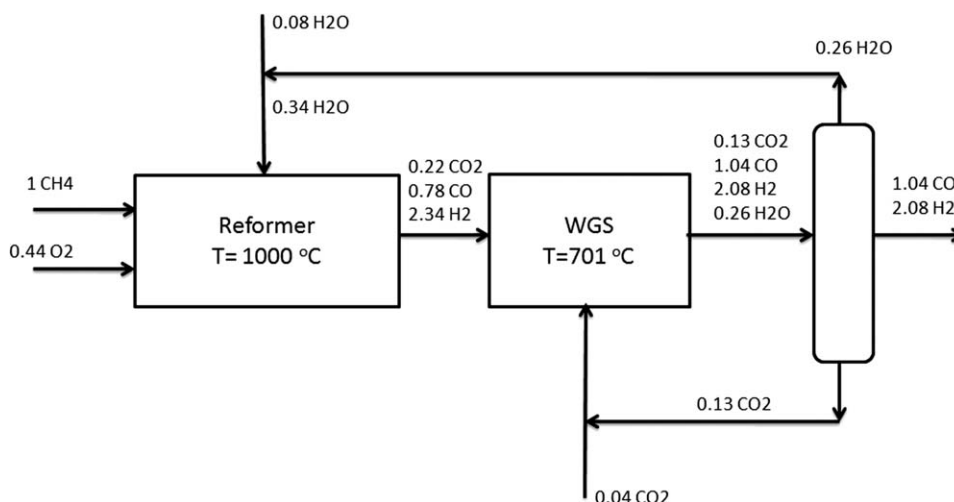 0.08 H2O
0.26 H2O
0.34 H2O
1 CH4
0.44 O2
Reformer
T= 1000 °C
0.22 CO2
0.78 CO
2.34 H2
WGS
T=701 °C
0.13 CO2
1.04 CO
2.08 H2
0.26 H2O
1.04 CO
2.08 H2
0.13 CO2
0.04 CO2